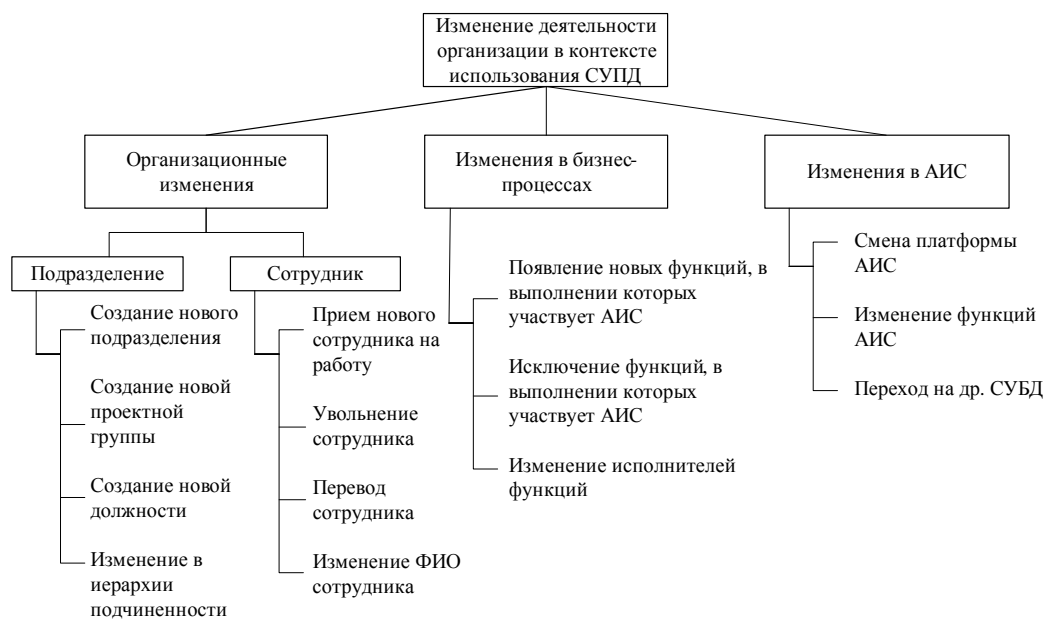 Изменение деятельности
организации в контексте
использования СУПД
Организационные
изменения
Изменения в бизнес-
процессах
Изменения в АИС
Подразделение
Сотрудник
Создание нового
подразделения
Создание новой
проектной
группы
Создание новой
должности
Изменение в
иерархии
подчиненности
Прием нового
сотрудника на
работу
Увольнение
сотрудника
Перевод
сотрудника
Изменение ФИО
сотрудника
Появление новых функций, в
выполнении которых
участвует АИС
Исключение функций, в
выполнении которых
участвует АИС
Изменение исполнителей
функций
Смена платформы
АИС
Изменение функций
АИС
Переход на др. СУБД